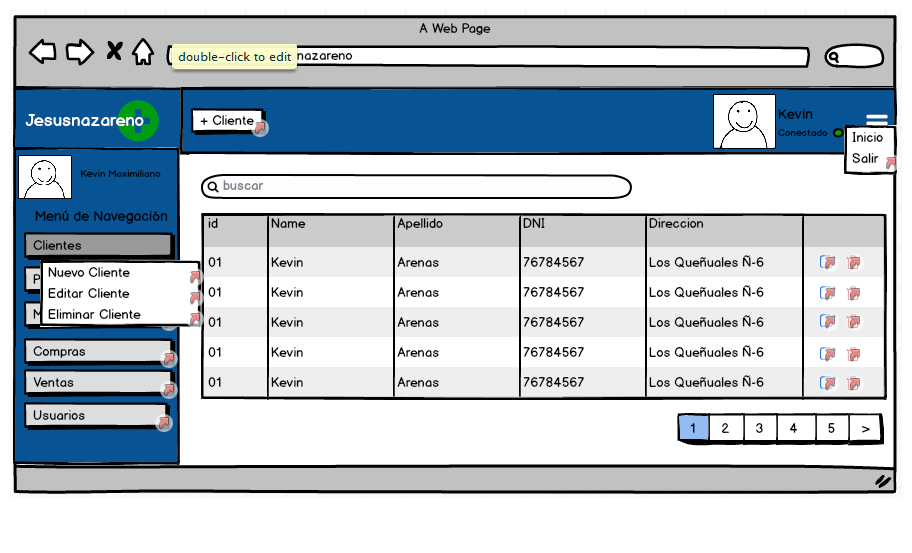 A Web Page
double-click to edit
nazareno
Jesusnazareno
+ Cliente
Kevin
Conectado
Inicio
Salir
Kevin Maximiliano
Menú de Navegación
Clientes
Nuevo Cliente
Editar Cliente
Eliminar Cliente
P
M
Compras
Ventas
Usuarios
buscar
id Name Apellido DNI Direccion
01 Kevin Arenas 76784567 Los Queñuales Ñ-6
01 Kevin Arenas 76784567 Los Queñuales Ñ-6
01 Kevin Arenas 76784567 Los Queñuales Ñ-6
01 Kevin Arenas 76784567 Los Queñuales Ñ-6
01 Kevin Arenas 76784567 Los Queñuales Ñ-6
1 2 3 4 5 >